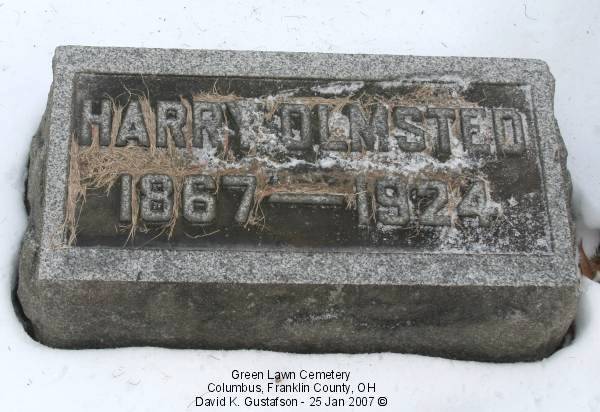 HARRY OLMSTED
1867 — 1924
Green Lawn Cemetery
Columbus, Franklin County, OH
David K. Gustafson - 25 Jan 2007 ©